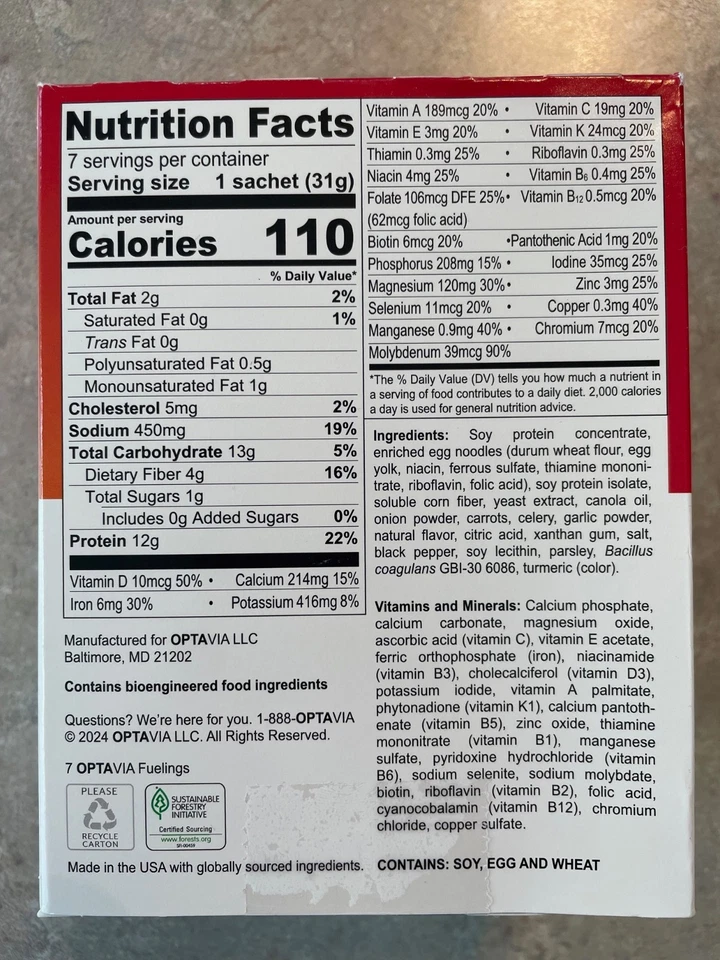 Nutrition Facts
7 servings per container
Serving size 1 sachet (31g)
Amount per serving
Calories 110
% Daily Value*
Total Fat 2g 2%
Saturated Fat 0g 1%
Trans Fat 0g
Polyunsaturated Fat 0.5g
Monounsaturated Fat 1g
Cholesterol 5mg 2%
Sodium 450mg 19%
Total Carbohydrate 13g 5%
Dietary Fiber 4g 16%
Total Sugars 1g
Includes 0g Added Sugars 0%
Protein 12g 22%
Vitamin D 10mcg 50% • Calcium 214mg 15%
Iron 6mg 30% • Potassium 416mg 8%
Vitamin A 189mcg 20% • Vitamin C 19mg 20%
Vitamin E 3mg 20% • Vitamin K 24mcg 20%
Thiamin 0.3mg 25% • Riboflavin 0.3mg 25%
Niacin 4mg 25% • Vitamin B₆ 0.4mg 25%
Folate 106mcg DFE 25% • Vitamin B₁₂ 0.5mcg 20%
(62mcg folic acid)
Biotin 6mcg 20% • Pantothenic Acid 1mg 20%
Phosphorus 208mg 15% • Iodine 35mcg 25%
Magnesium 120mg 30% • Zinc 3mg 25%
Selenium 11mcg 20% • Copper 0.3mg 40%
Manganese 0.9mg 40% • Chromium 7mcg 20%
Molybdenum 39mcg 90%
*The % Daily Value (DV) tells you how much a nutrient in
a serving of food contributes to a daily diet. 2,000 calories
a day is used for general nutrition advice.
Ingredients: Soy protein concentrate,
enriched egg noodles (durum wheat flour, egg
yolk, niacin, ferrous sulfate, thiamine mononi-
trate, riboflavin, folic acid), soy protein isolate,
soluble corn fiber, yeast extract, canola oil,
onion powder, carrots, celery, garlic powder,
natural flavor, citric acid, xanthan gum, salt,
black pepper, soy lecithin, parsley, Bacillus
coagulans GBI-30 6086, turmeric (color).
Vitamins and Minerals: Calcium phosphate,
calcium carbonate, magnesium oxide,
ascorbic acid (vitamin C), vitamin E acetate,
ferric orthophosphate (iron), niacinamide
(vitamin B3), cholecalciferol (vitamin D3),
potassium iodide, vitamin A palmitate,
phytonadione (vitamin K1), calcium pantoth-
enate (vitamin B5), zinc oxide, thiamine
mononitrate (vitamin B1), manganese
sulfate, pyridoxine hydrochloride (vitamin
B6), sodium selenite, sodium molybdate,
biotin, riboflavin (vitamin B2), folic acid,
cyanocobalamin (vitamin B12), chromium
chloride, copper sulfate.
CONTAINS: SOY, EGG AND WHEAT
Manufactured for OPTAVIA LLC
Baltimore, MD 21202
Contains bioengineered food ingredients
Questions? We're here for you. 1-888-OPTAVIA
© 2024 OPTAVIA LLC. All Rights Reserved.
7 OPTAVIA Fuelings
PLEASE
RECYCLE
CARTON
SUSTAINABLE
FORESTRY
INITIATIVE
Certified Sourcing
www.forests.org
SFI-00459
Made in the USA with globally sourced ingredients.